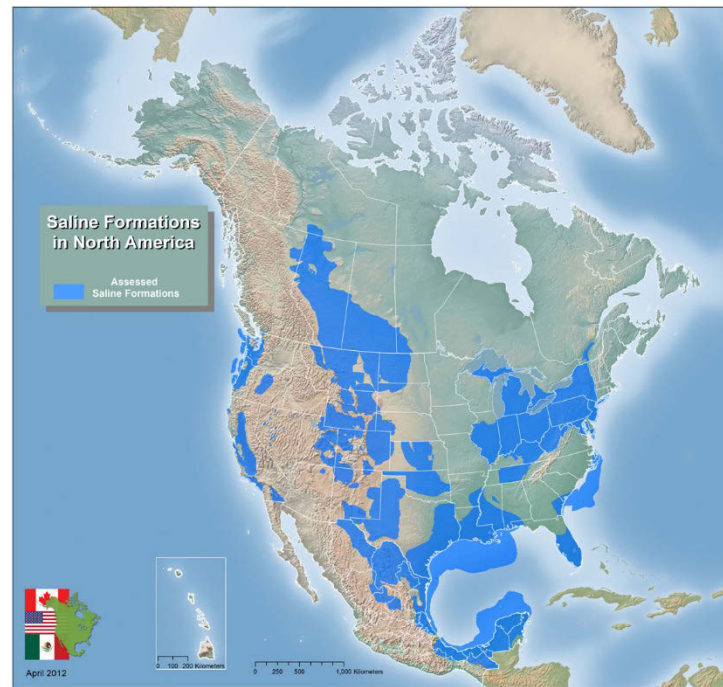 Saline Formations
in North America
Assessed
Saline Formations
April 2012
0 100 200 Kilometers
0 500 1,000 Kilometers